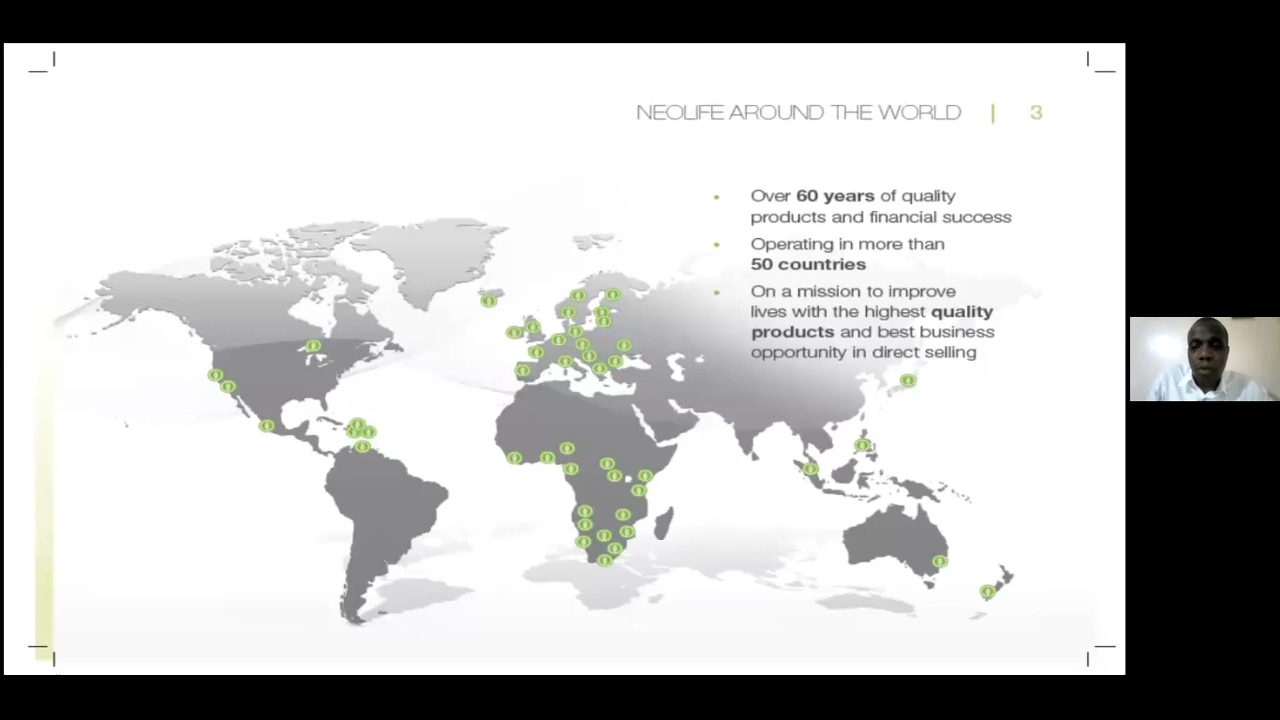 NEOLIFE AROUND THE WORLD | 3
• Over 60 years of quality
products and financial success
• Operating in more than
50 countries
• On a mission to improve
lives with the highest quality
products and best business
opportunity in direct selling